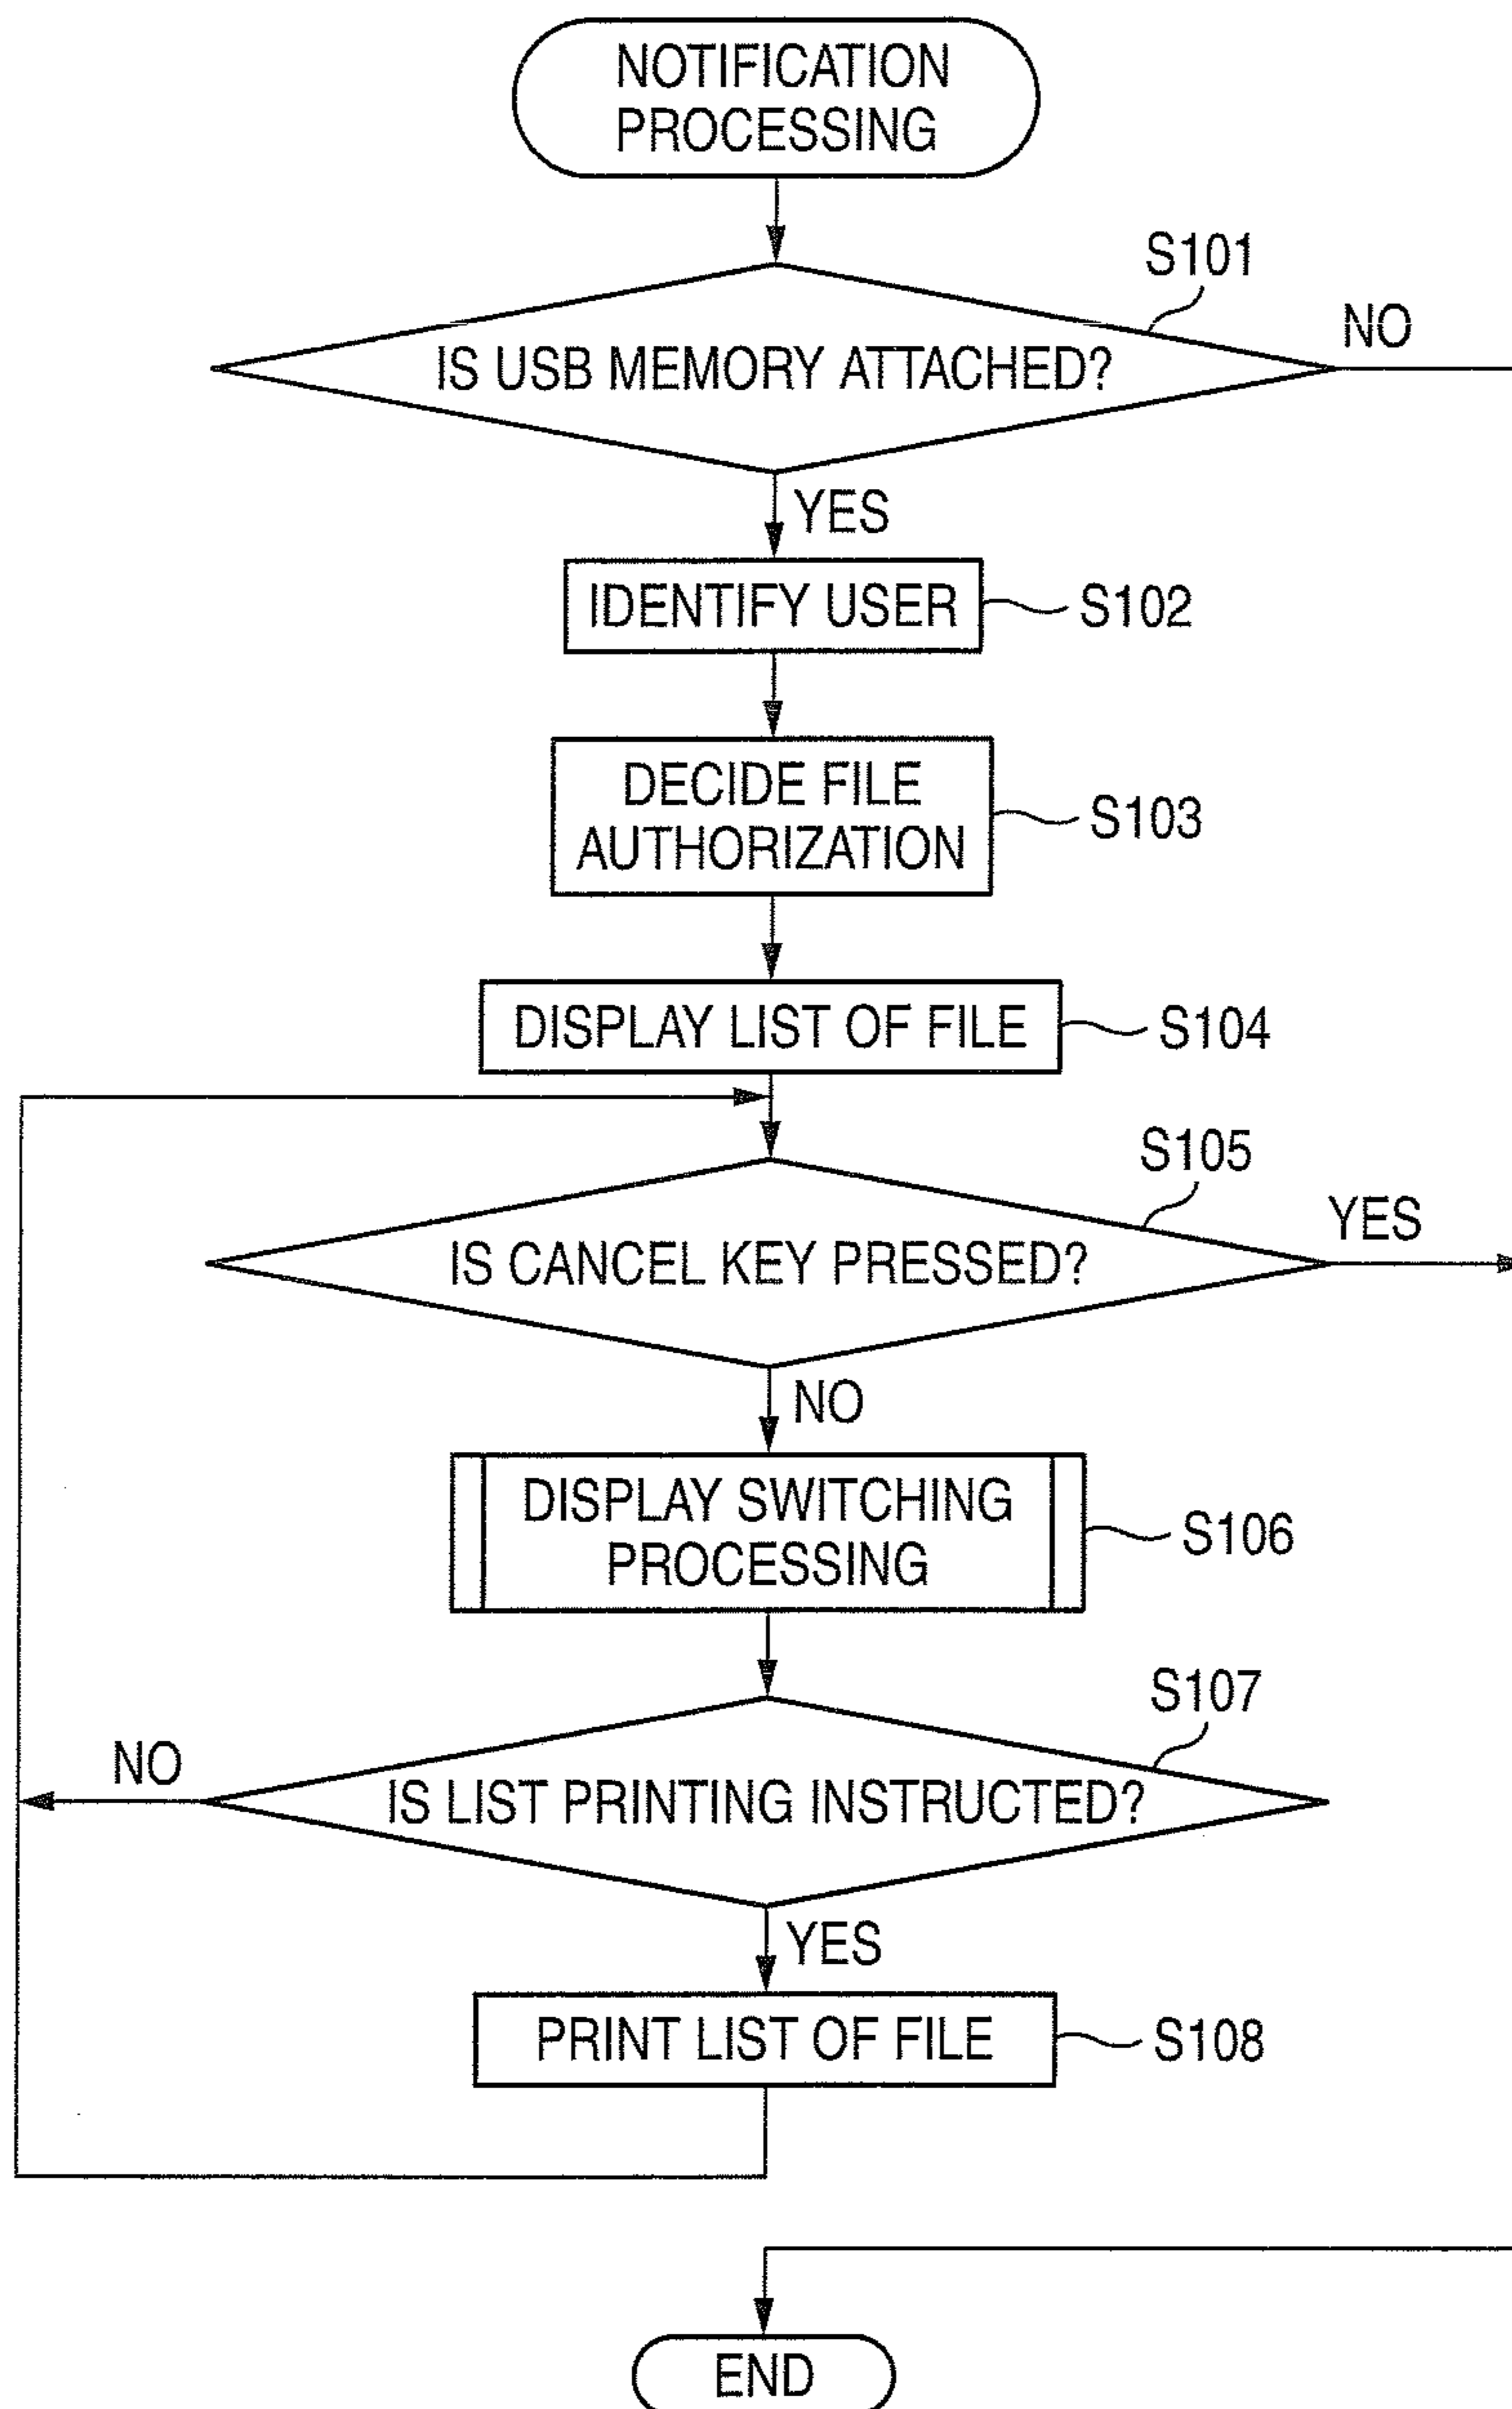 NOTIFICATION
PROCESSING
S101
NO
IS USB MEMORY ATTACHED?
YES
IDENTIFY USER
S102
DECIDE FILE
AUTHORIZATION
S103
DISPLAY LIST OF FILE
S104
S105
YES
IS CANCEL KEY PRESSED?
NO
DISPLAY SWITCHING
PROCESSING
S106
S107
NO
IS LIST PRINTING INSTRUCTED?
YES
PRINT LIST OF FILE
S108
END